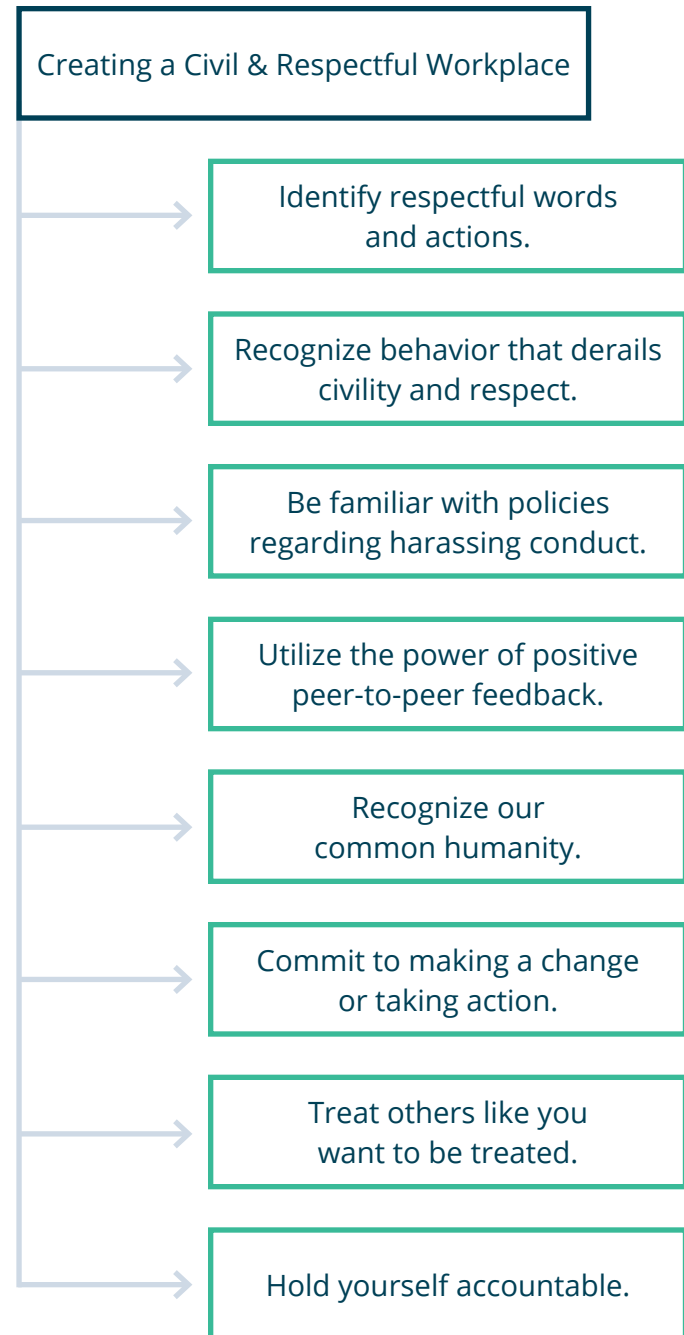 Creating a Civil & Respectful Workplace
Identify respectful words
and actions.
Recognize behavior that derails
civility and respect.
Be familiar with policies
regarding harassing conduct.
Utilize the power of positive
peer-to-peer feedback.
Recognize our
common humanity.
Commit to making a change
or taking action.
Treat others like you
want to be treated.
Hold yourself accountable.